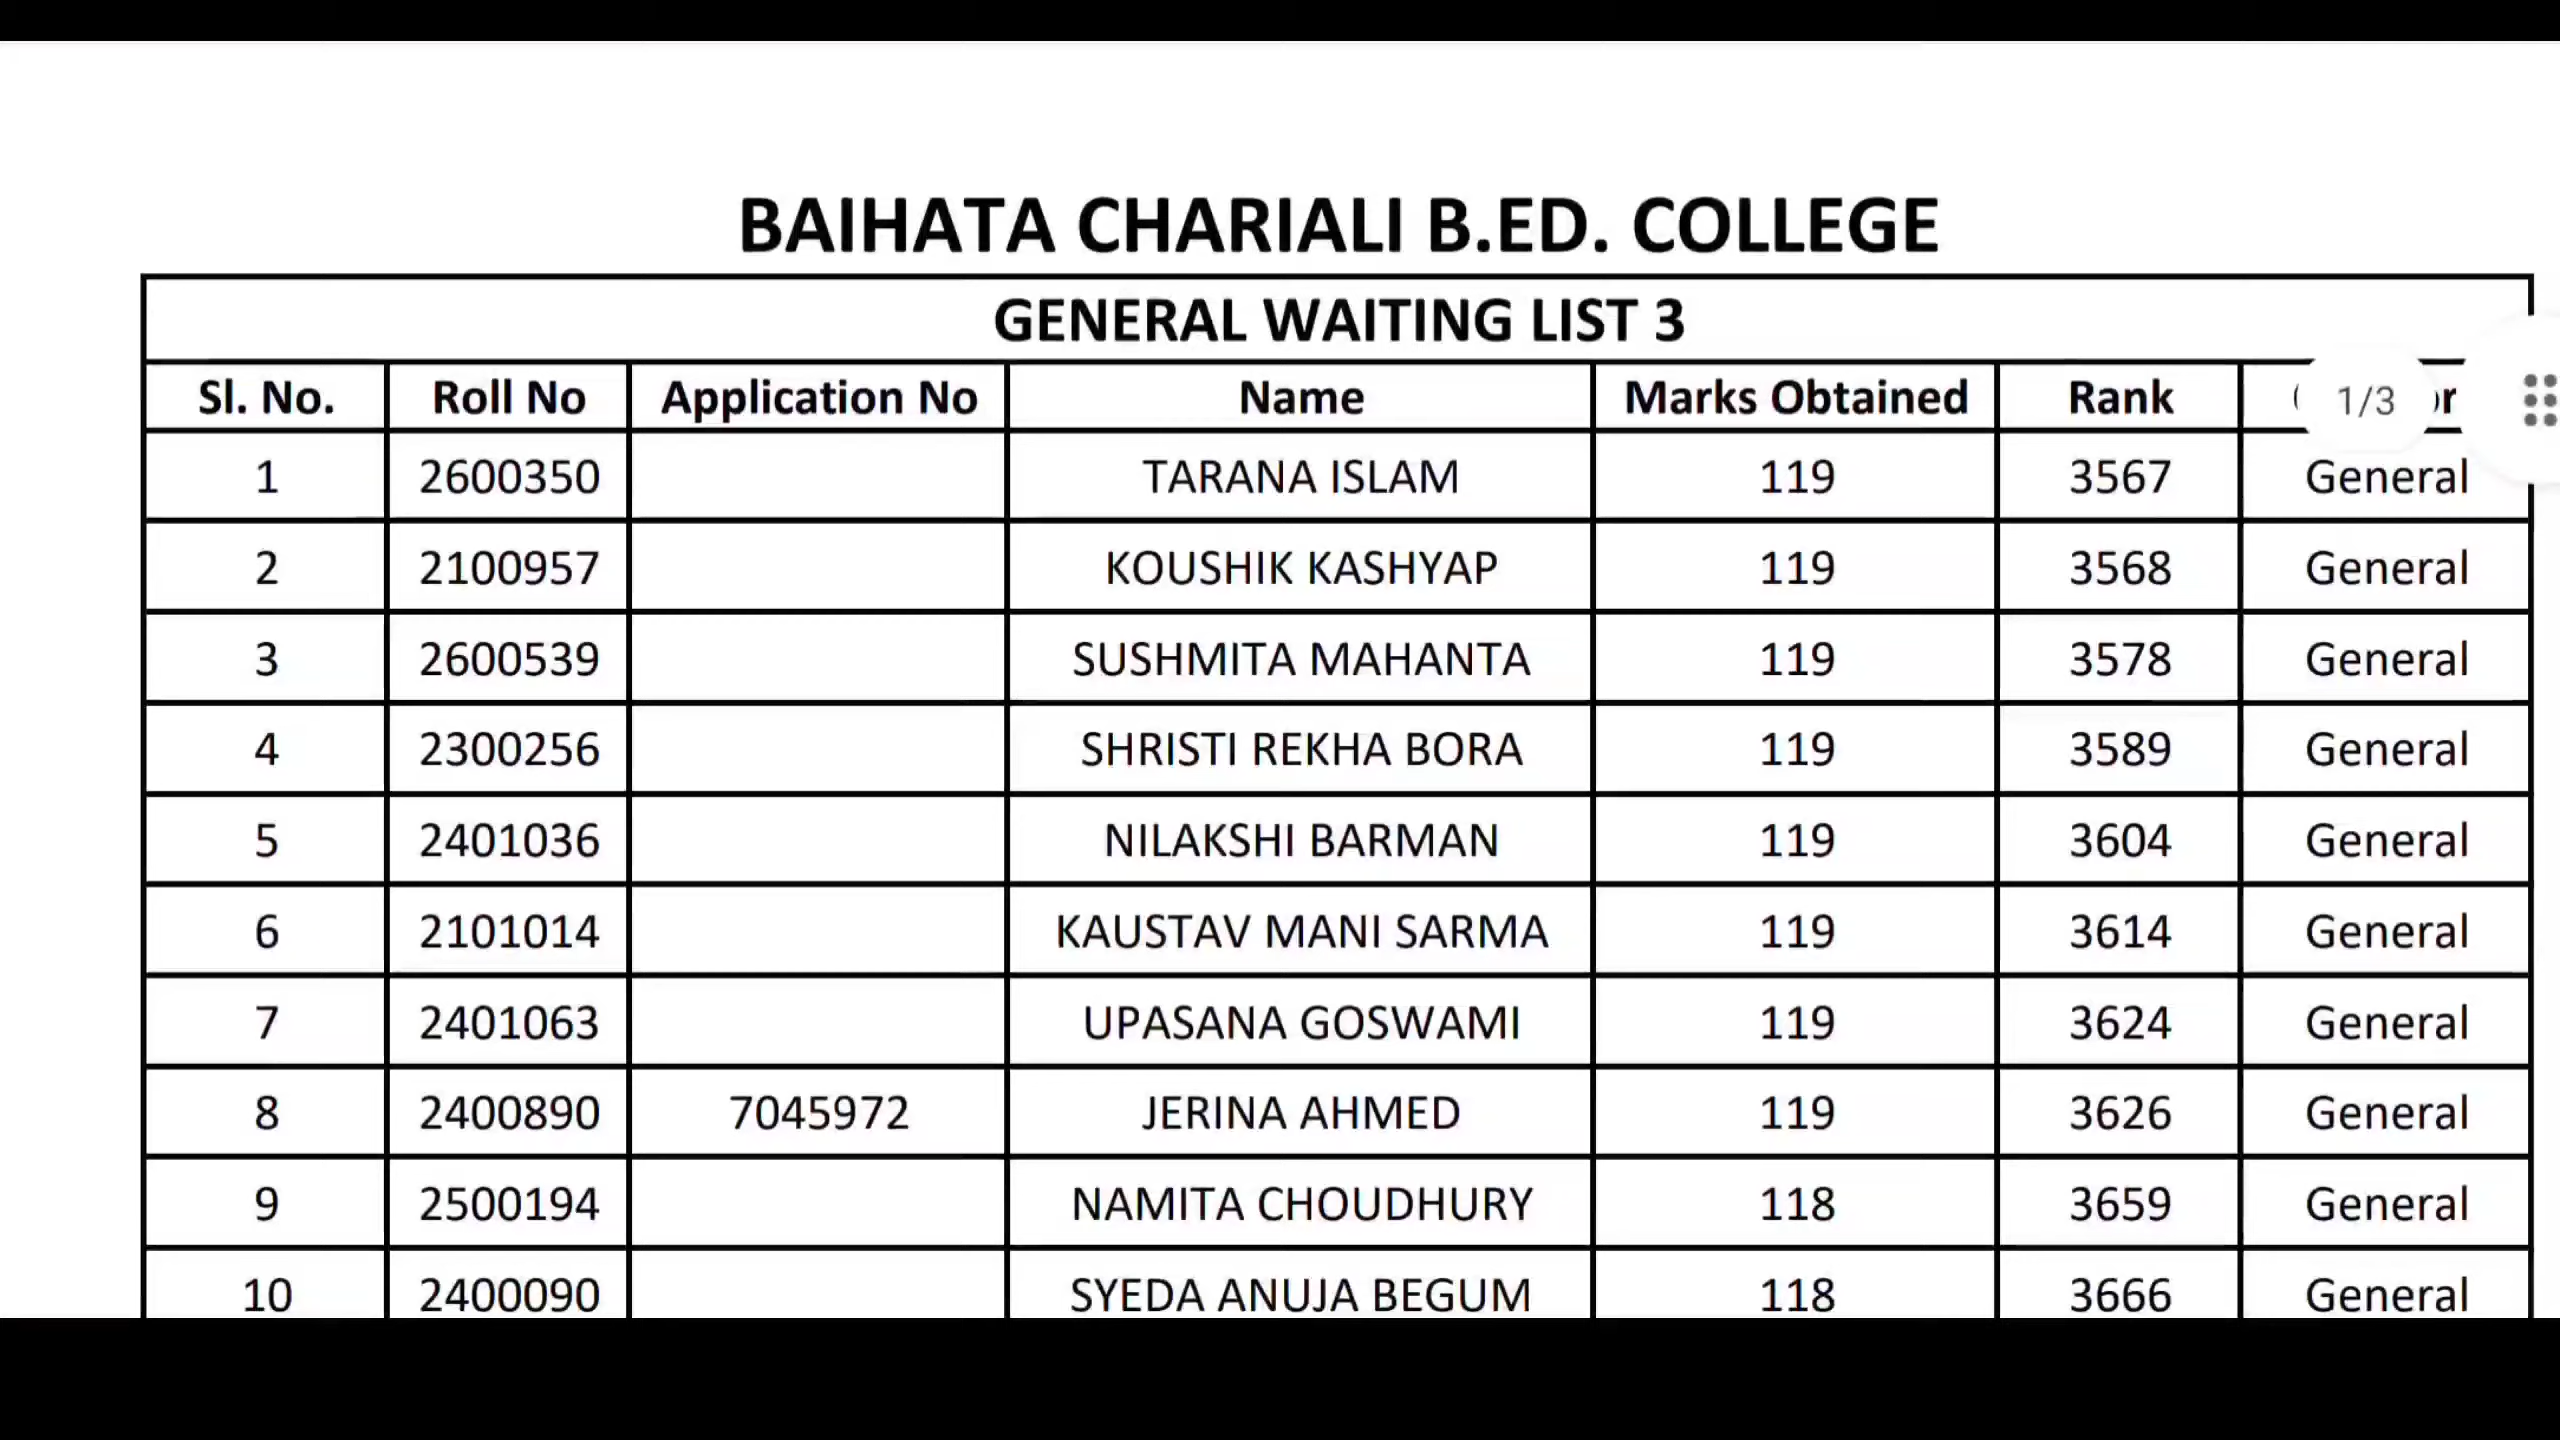 BAIHATA CHARIALI B.ED. COLLEGE
GENERAL WAITING LIST 3
Sl. No. Roll No Application No Name Marks Obtained Rank
1/3
1 2600350 TARANA ISLAM 119 3567 General
2 2100957 KOUSHIK KASHYAP 119 3568 General
3 2600539 SUSHMITA MAHANTA 119 3578 General
4 2300256 SHRISTI REKHA BORA 119 3589 General
5 2401036 NILAKSHI BARMAN 119 3604 General
6 2101014 KAUSTAV MANI SARMA 119 3614 General
7 2401063 UPASANA GOSWAMI 119 3624 General
8 2400890 7045972 JERINA AHMED 119 3626 General
9 2500194 NAMITA CHOUDHURY 118 3659 General
10 2400090 SYEDA ANUJA BEGUM 118 3666 General